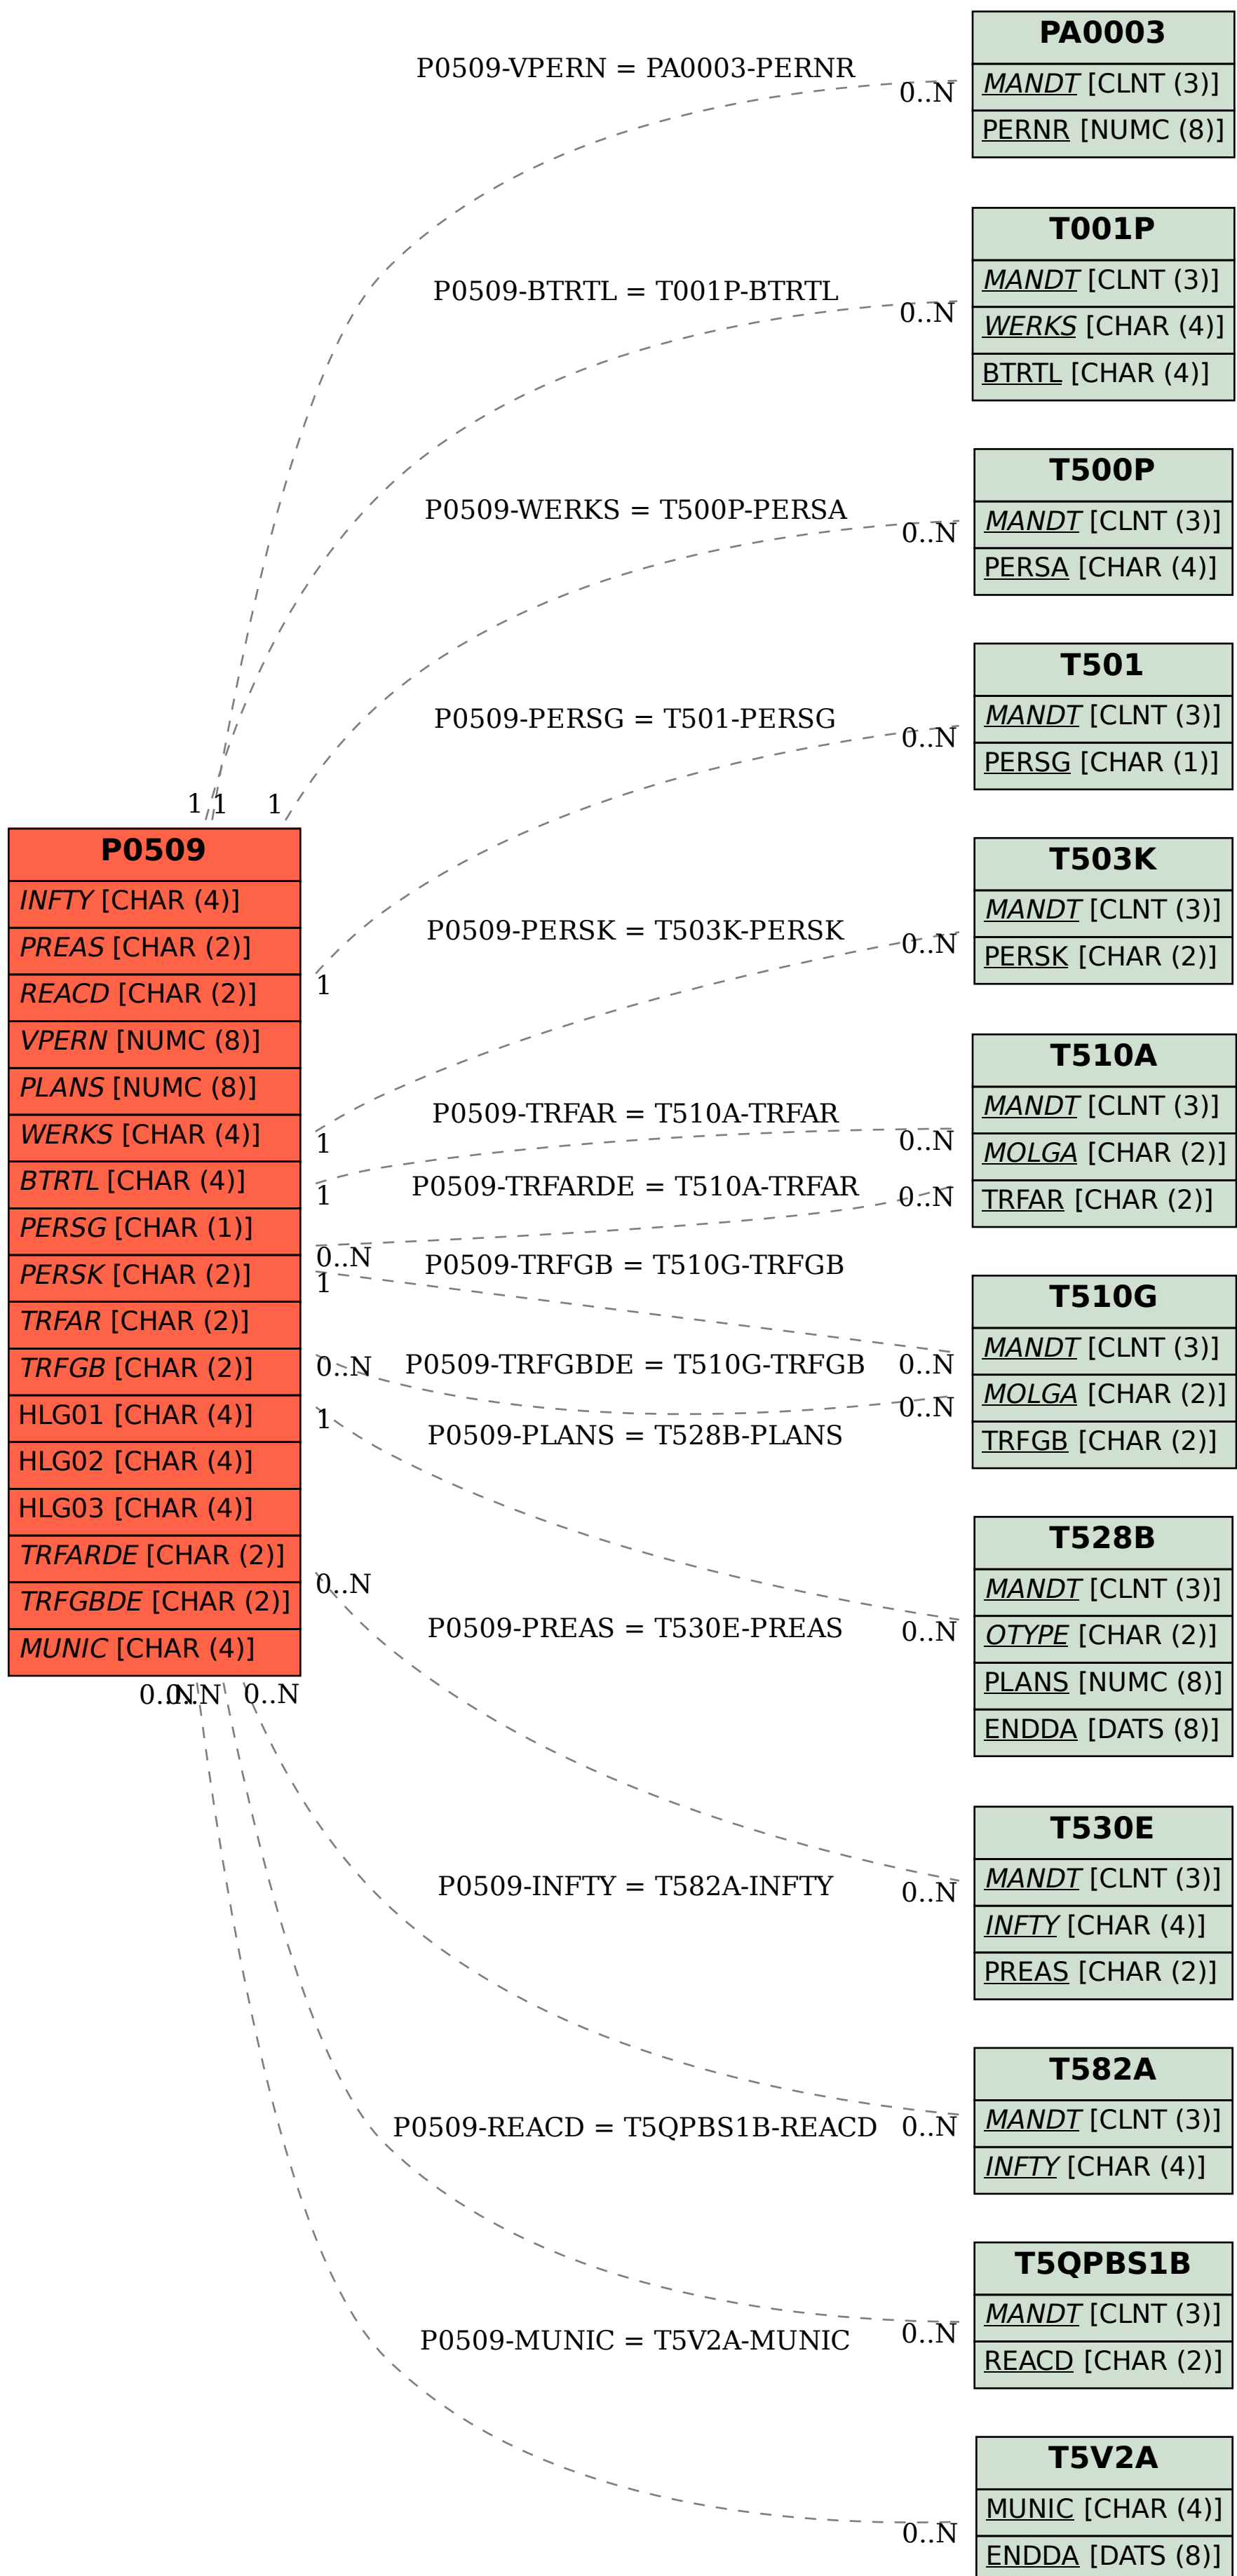 P0509
INFTY [CHAR (4)]
PREAS [CHAR (2)]
REACD [CHAR (2)]
VPERN [NUMC (8)]
PLANS [NUMC (8)]
WERKS [CHAR (4)]
BTRTL [CHAR (4)]
PERSG [CHAR (1)]
PERSK [CHAR (2)]
TRFAR [CHAR (2)]
TRFGB [CHAR (2)]
HLG01 [CHAR (4)]
HLG02 [CHAR (4)]
HLG03 [CHAR (4)]
TRFARDE [CHAR (2)]
TRFGBDE [CHAR (2)]
MUNIC [CHAR (4)]
P0509-VPERN = PA0003-PERNR
1
0..N
P0509-BTRTL = T001P-BTRTL
1
0..N
P0509-WERKS = T500P-PERSA
1
0..N
P0509-PERSG = T501-PERSG
1
0..N
P0509-PERSK = T503K-PERSK
1
0..N
P0509-TRFAR = T510A-TRFAR
1
0..N
P0509-TRFARDE = T510A-TRFAR
0..N
0..N
P0509-TRFGB = T510G-TRFGB
1
0..N
P0509-TRFGBDE = T510G-TRFGB
0..N
0..N
P0509-PLANS = T528B-PLANS
1
0..N
P0509-PREAS = T530E-PREAS
0..N
0..N
P0509-INFTY = T582A-INFTY
0..N
0..N
P0509-REACD = T5QPBS1B-REACD
0..N
0..N
P0509-MUNIC = T5V2A-MUNIC
0..N
0..N
PA0003
MANDT [CLNT (3)]
PERNR [NUMC (8)]
T001P
MANDT [CLNT (3)]
WERKS [CHAR (4)]
BTRTL [CHAR (4)]
T500P
MANDT [CLNT (3)]
PERSA [CHAR (4)]
T501
MANDT [CLNT (3)]
PERSG [CHAR (1)]
T503K
MANDT [CLNT (3)]
PERSK [CHAR (2)]
T510A
MANDT [CLNT (3)]
MOLGA [CHAR (2)]
TRFAR [CHAR (2)]
T510G
MANDT [CLNT (3)]
MOLGA [CHAR (2)]
TRFGB [CHAR (2)]
T528B
MANDT [CLNT (3)]
OTYPE [CHAR (2)]
PLANS [NUMC (8)]
ENDDA [DATS (8)]
T530E
MANDT [CLNT (3)]
INFTY [CHAR (4)]
PREAS [CHAR (2)]
T582A
MANDT [CLNT (3)]
INFTY [CHAR (4)]
T5QPBS1B
MANDT [CLNT (3)]
REACD [CHAR (2)]
T5V2A
MUNIC [CHAR (4)]
ENDDA [DATS (8)]